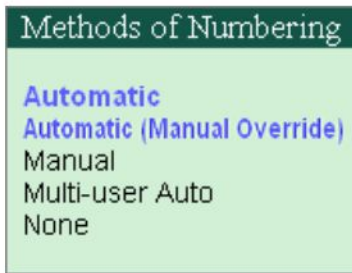 Methods of Numbering
Automatic
Automatic (Manual Override)
Manual
Multi-user Auto
None